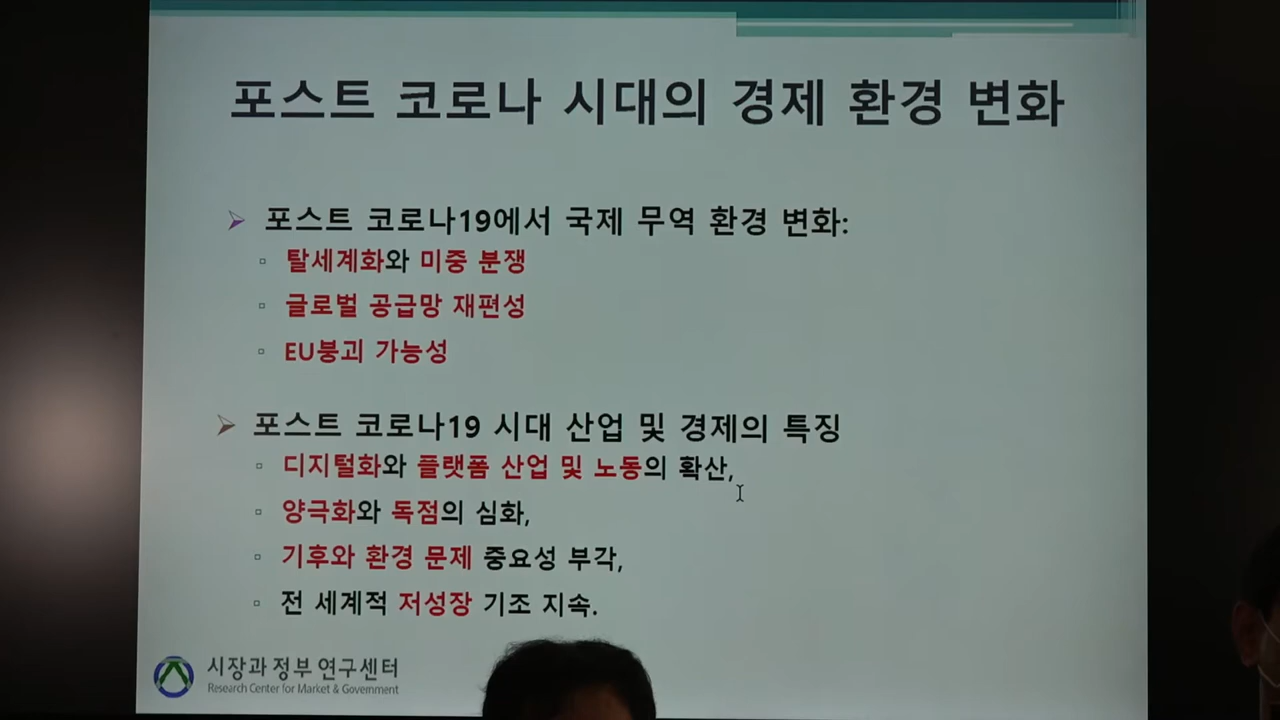 포스트 코로나 시대의 경제 환경 변화
포스트 코로나19에서 국제 무역 환경 변화:
탈세계화와 미중 분쟁
글로벌 공급망 재편성
EU붕괴 가능성
포스트 코로나19 시대 산업 및 경제의 특징
디지털화와 플랫폼 산업 및 노동의 확산,
양극화와 독점의 심화,
기후와 환경 문제 중요성 부각,
전 세계적 저성장 기조 지속.
시장과 정부 연구센터
Research Center for Market & Government